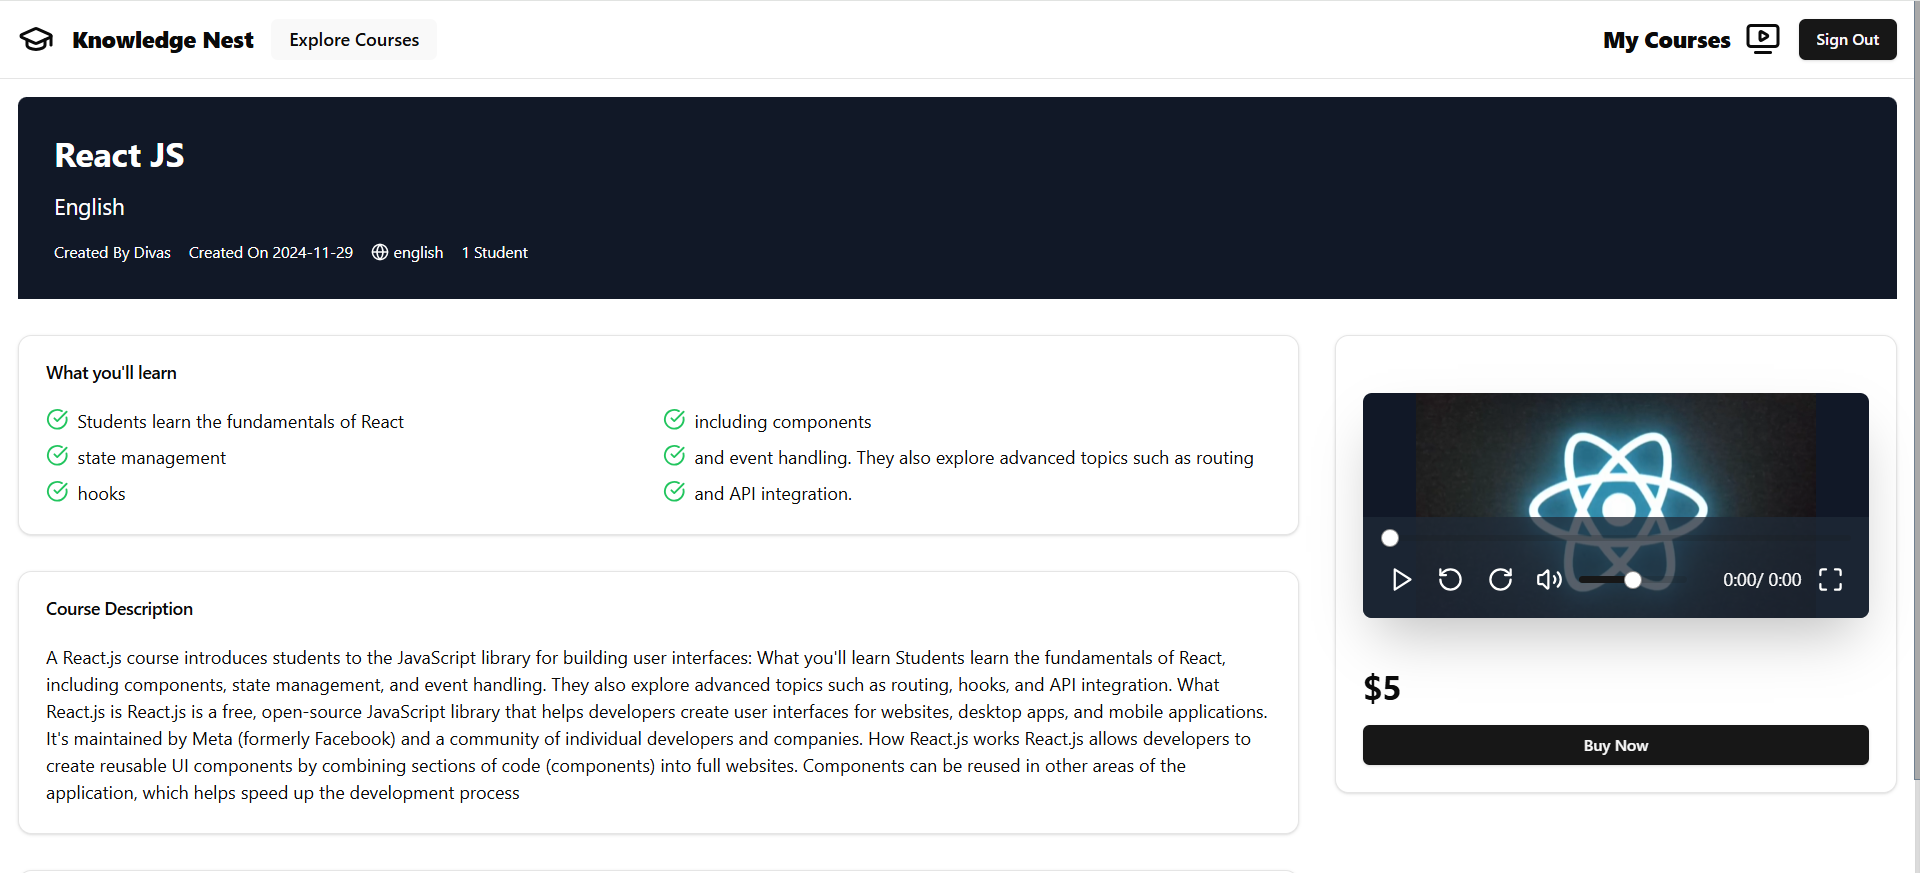 Knowledge Nest
Explore Courses
My Courses
Sign Out
React JS
English
Created By Divas Created On 2024-11-29 english 1 Student
What you'll learn
Students learn the fundamentals of React
including components
state management
and event handling. They also explore advanced topics such as routing
hooks
and API integration.
Course Description
A React.js course introduces students to the JavaScript library for building user interfaces: What you'll learn Students learn the fundamentals of React,
including components, state management, and event handling. They also explore advanced topics such as routing, hooks, and API integration. What
React.js is React.js is a free, open-source JavaScript library that helps developers create user interfaces for websites, desktop apps, and mobile applications.
It's maintained by Meta (formerly Facebook) and a community of individual developers and companies. How React.js works React.js allows developers to
create reusable UI components by combining sections of code (components) into full websites. Components can be reused in other areas of the
application, which helps speed up the development process
0:00/ 0:00
$5
Buy Now